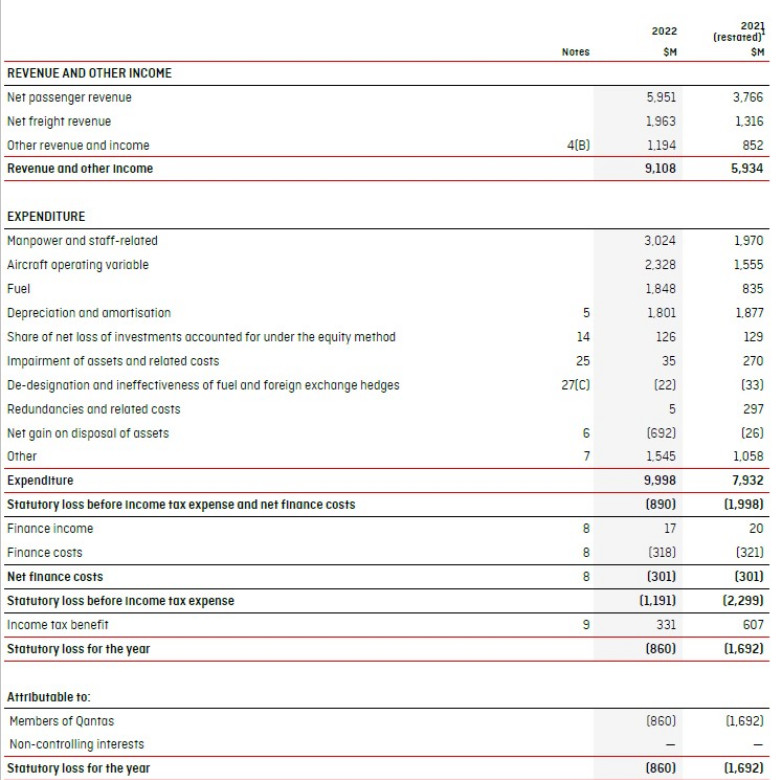 2022 2021
(restated)1
Notes $M $M
REVENUE AND OTHER INCOME
Net passenger revenue 5,951 3,766
Net freight revenue 1,963 1,316
Other revenue and income 4(B) 1,194 852
Revenue and other income 9,108 5,934
EXPENDITURE
Manpower and staff-related 3,024 1,970
Aircraft operating variable 2,328 1,555
Fuel 1,848 835
Depreciation and amortisation 5 1,801 1,877
Share of net loss of investments accounted for under the equity method 14 126 129
Impairment of assets and related costs 25 35 270
De-designation and ineffectiveness of fuel and foreign exchange hedges 27(C) (22) (33)
Redundancies and related costs 5 297
Net gain on disposal of assets 6 (692) (26)
Other 7 1,545 1,058
Expenditure 9,998 7,932
Statutory loss before income tax expense and net finance costs (890) (1,998)
Finance income 8 17 20
Finance costs 8 (318) (321)
Net finance costs 8 (301) (301)
Statutory loss before income tax expense (1,191) (2,299)
Income tax benefit 9 331 607
Statutory loss for the year (860) (1,692)
Attributable to:
Members of Qantas (860) (1,692)
Non-controlling interests — —
Statutory loss for the year (860) (1,692)